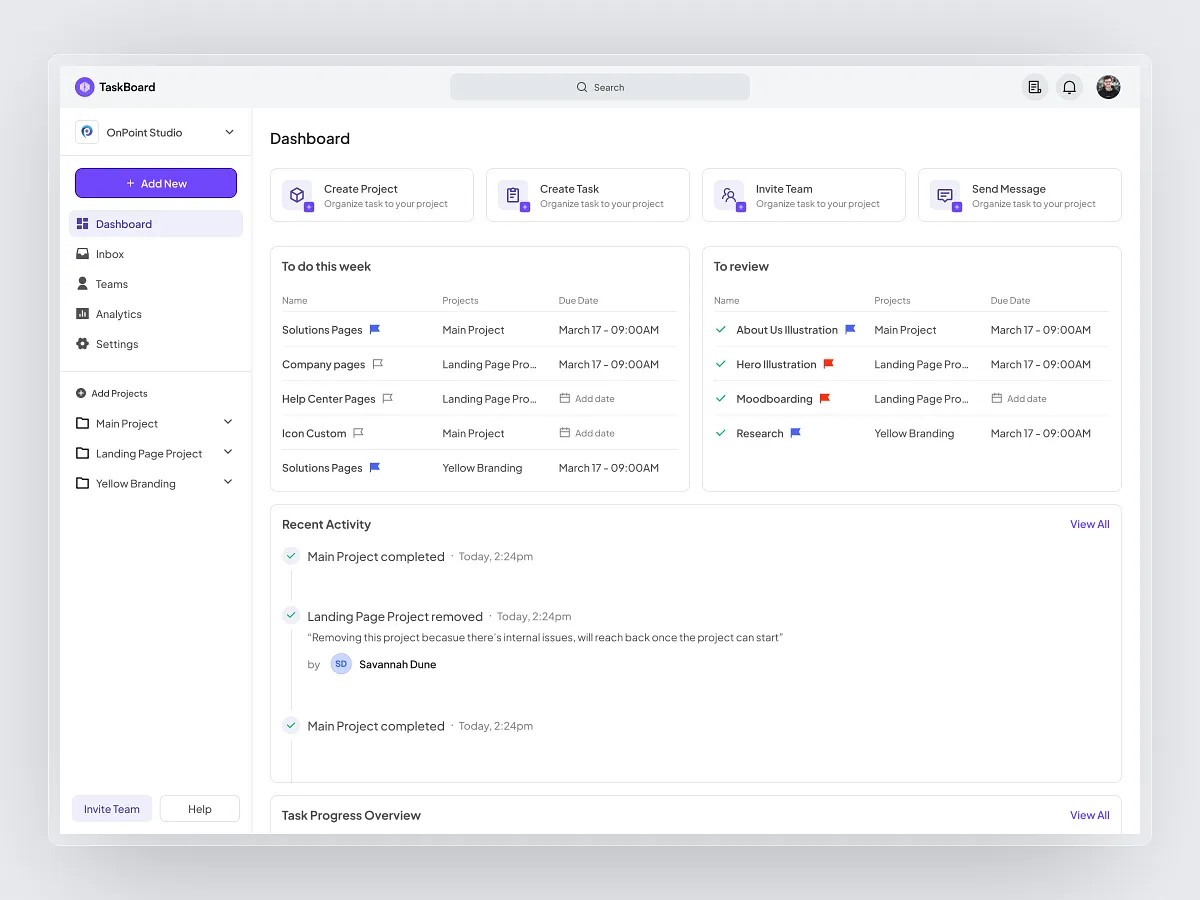 TaskBoard
Search
OnPoint Studio
+ Add New
Dashboard
Inbox
Teams
Analytics
Settings
Add Projects
Main Project
Landing Page Project
Yellow Branding
Invite Team
Help
Dashboard
Create Project
Organize task to your project
Create Task
Organize task to your project
Invite Team
Organize task to your project
Send Message
Organize task to your project
To do this week
Name Projects Due Date
Solutions Pages Main Project March 17 - 09:00AM
Company pages Landing Page Pro... March 17 - 09:00AM
Help Center Pages Landing Page Pro... Add date
Icon Custom Main Project Add date
Solutions Pages Yellow Branding March 17 - 09:00AM
To review
Name Projects Due Date
About Us Illustration Main Project March 17 - 09:00AM
Hero Illustration Landing Page Pro... March 17 - 09:00AM
Moodboarding Landing Page Pro... Add date
Research Yellow Branding March 17 - 09:00AM
Recent Activity View All
Main Project completed · Today, 2:24pm
Landing Page Project removed · Today, 2:24pm
“Removing this project becasue there’s internal issues, will reach back once the project can start”
by SD Savannah Dune
Main Project completed · Today, 2:24pm
Task Progress Overview View All